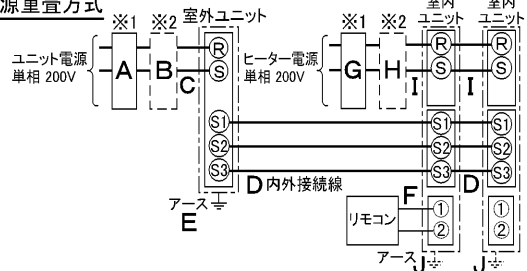 源重畳方式
※1 ※2 室外ユニット ※1 ※2 室内ユニット 室内ユニット
ユニット電源
単相 200V
A B C R S
ヒーター電源
単相 200V
G H I R S I R S
S1 S1 S1
S2 S2 S2
S3 S3 S3
D 内外接続線 D
アース
E
リモコン F ① ①
② ②
アース J J